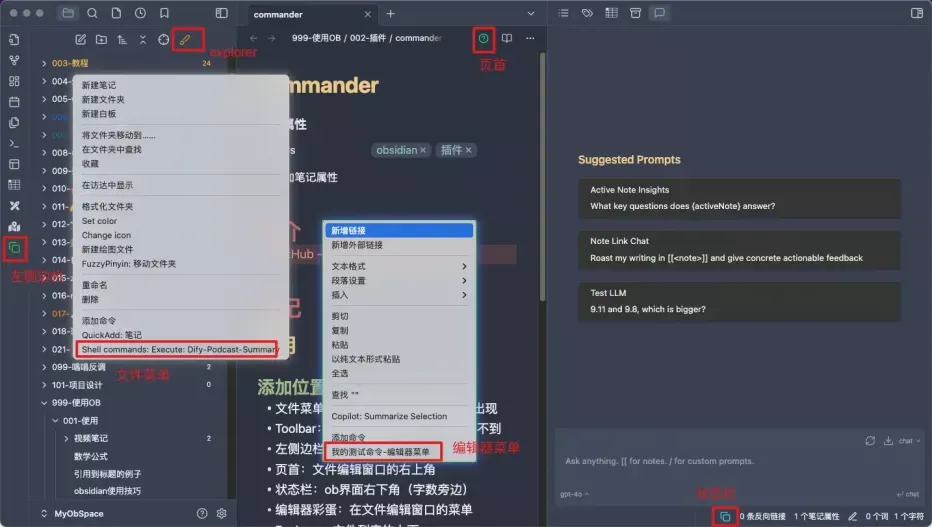 commander
explorer
999-使用OB / 002-插件 / commander
页首
003-教程
24
004-
005-
008-
009-
010-
011-
012-
013-
014-
016-
017-
018-
021-
099-嘴嗨反调
2
101-项目设计
0
999-使用OB
001-使用
视频笔记
2
数学公式
引用到标题的例子
obsidian使用技巧
MyObSpace
新建笔记
新建文件夹
新建白板
将文件夹移动到......
在文件夹中查找
收藏
在访达中显示
格式化文件夹
Set color
Change icon
新建绘图文件
FuzzyPinyin: 移动文件夹
重命名
删除
添加命令
QuickAdd: 笔记
Shell commands: Execute: Dify-Podcast-Summary
文件菜单
mmander
属性
obsidian
插件
加笔记属性
新增链接
新增外部链接
文本格式
段落设置
插入
剪切
复制
粘贴
以纯文本形式粘贴
全选
查找 ""
Copilot: Summarize Selection
添加命令
我的测试命令-编辑器菜单
编辑器菜单
添加位置
文件菜单
出现
Toolbar:
不到
左侧边栏
页首：文件编辑窗口的右上角
状态栏：ob界面右下角（字数旁边）
编辑器彩蛋：在文件编辑窗口的菜单
Suggested Prompts
Active Note Insights
What key questions does {activeNote} answer?
Note Link Chat
Roast my writing in [[<note>]] and give concrete actionable feedback
Test LLM
9.11 and 9.8, which is bigger?
chat
Ask anything. [[ for notes. / for custom prompts.
gpt-4o
chat
0 条反向链接
1 个笔记属性
0 个词
1 个字符